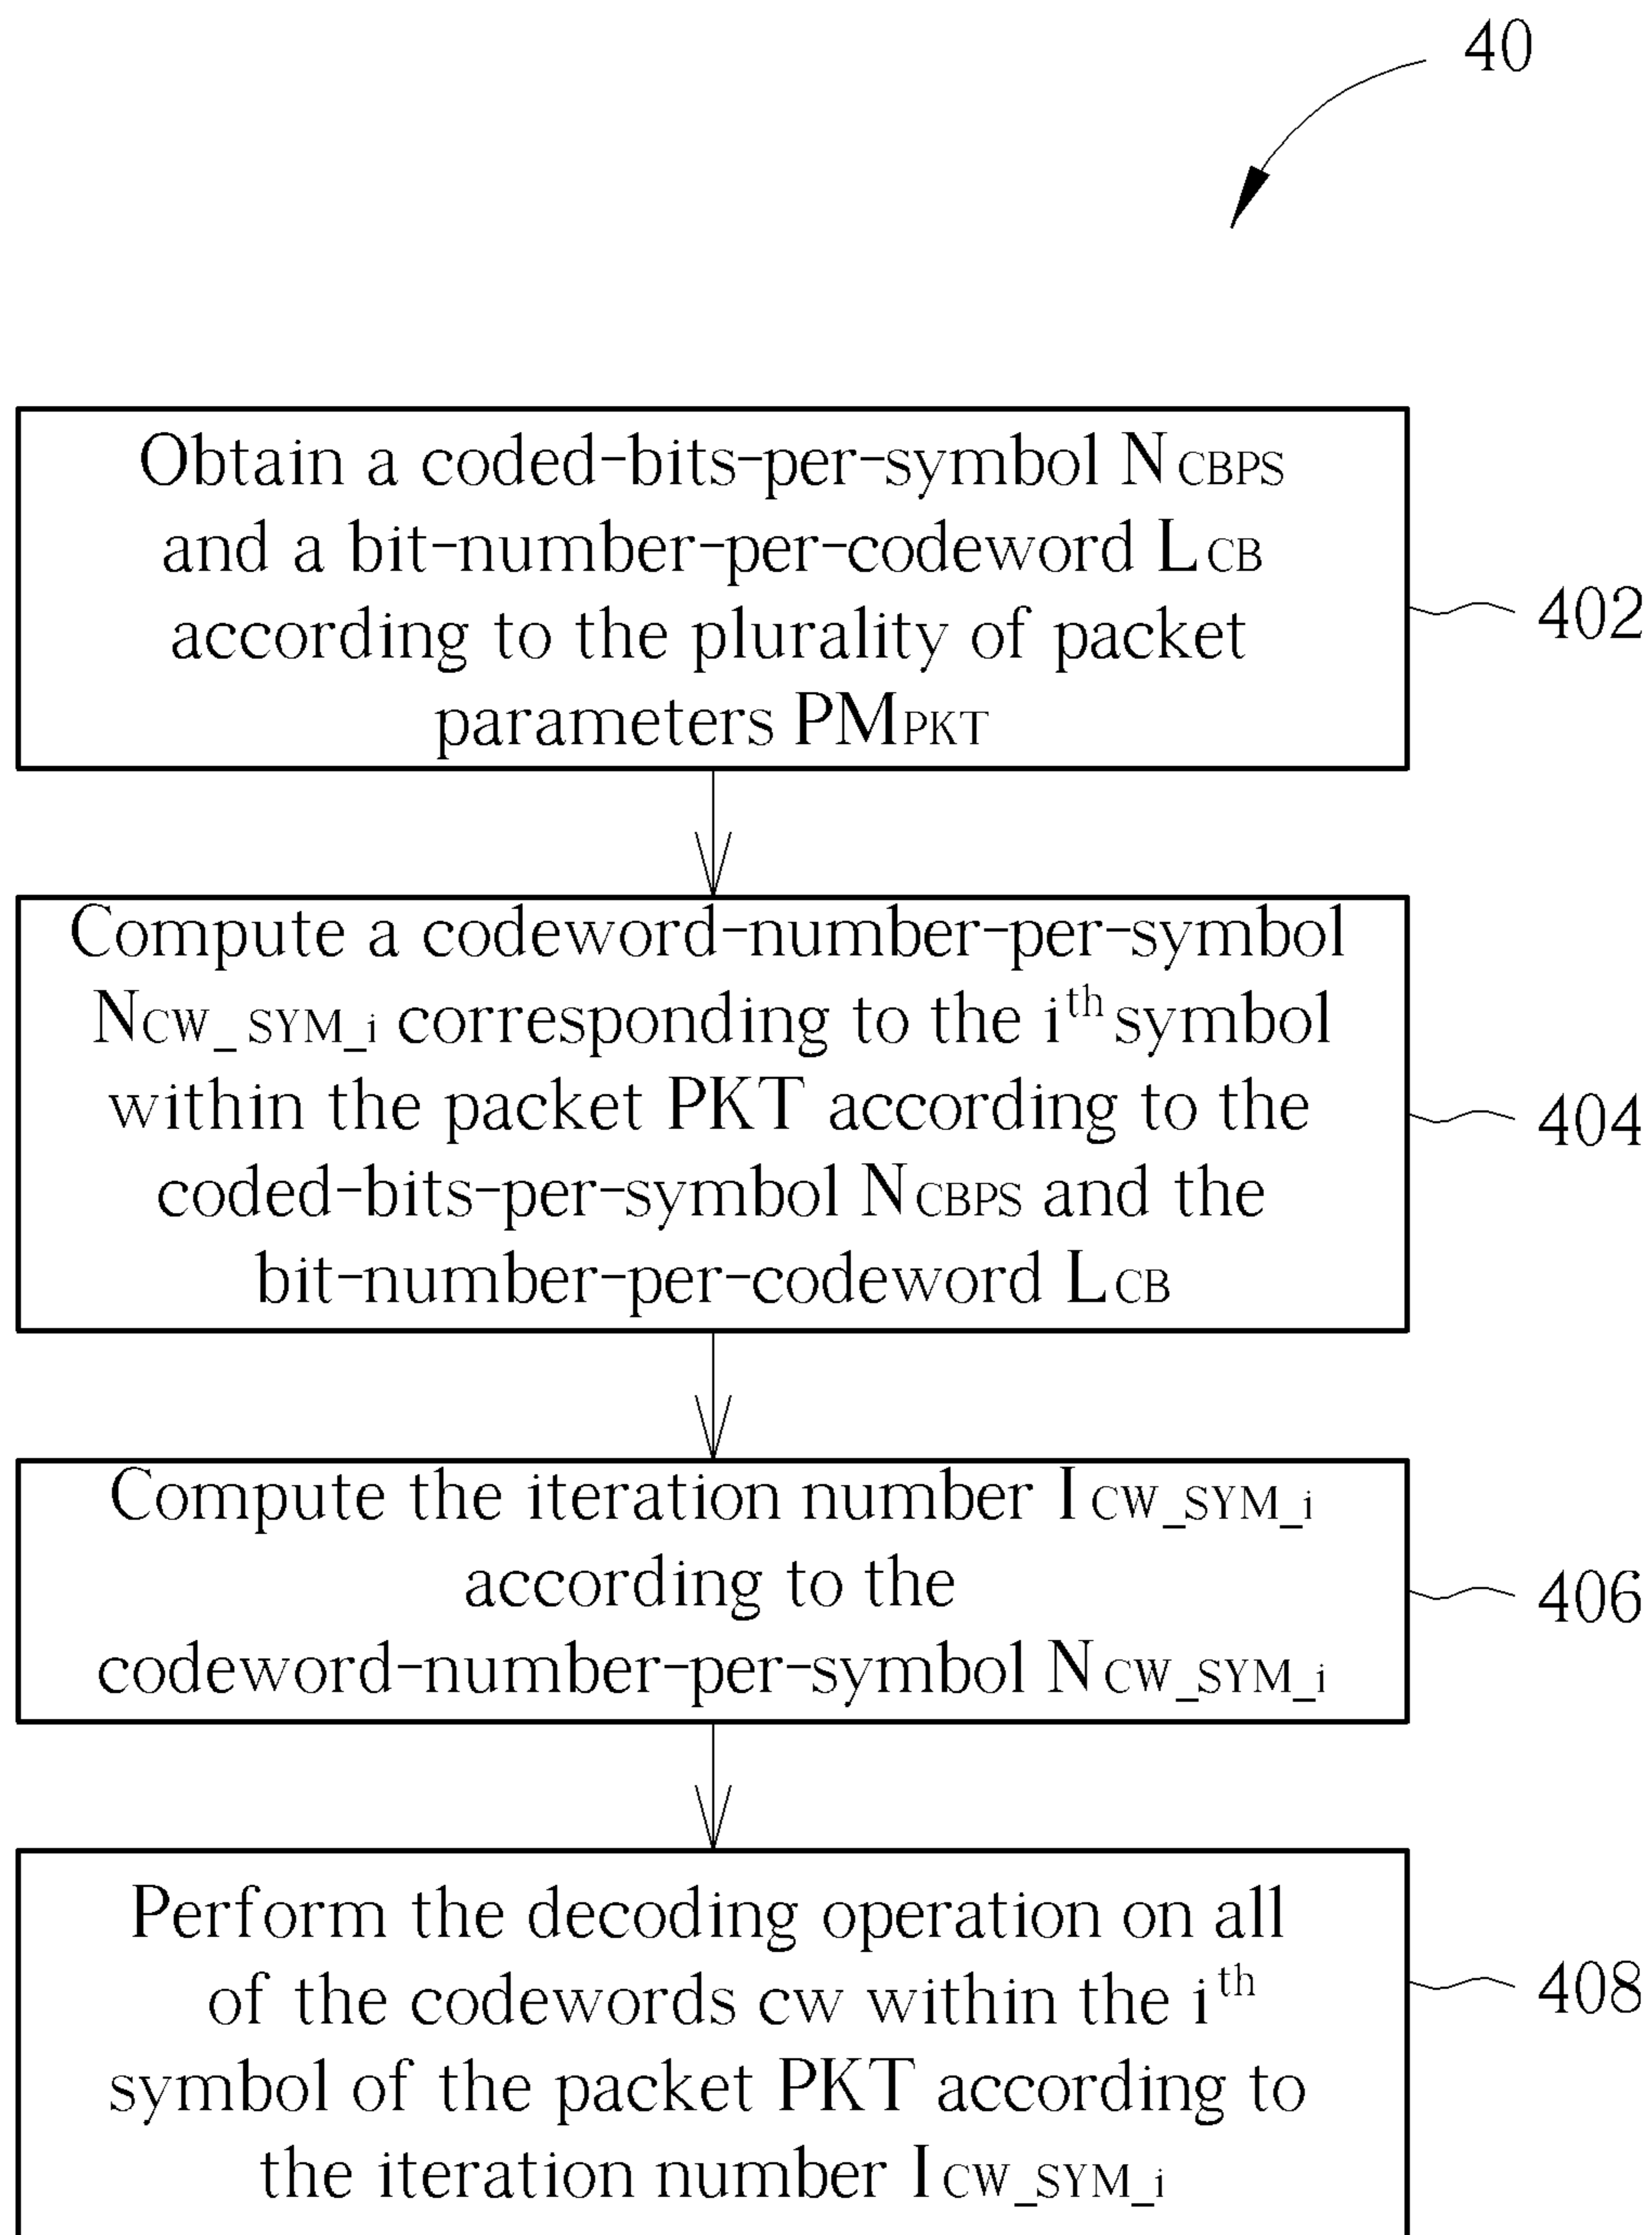 40
Obtain a coded-bits-per-symbol NCBPS
and a bit-number-per-codeword LCB
according to the plurality of packet
parameters PMPKT
402
Compute a codeword-number-per-symbol
NCW_SYM_i corresponding to the ith symbol
within the packet PKT according to the
coded-bits-per-symbol NCBPS and the
bit-number-per-codeword LCB
404
Compute the iteration number ICW_SYM_i
according to the
codeword-number-per-symbol NCW_SYM_i
406
Perform the decoding operation on all
of the codewords cw within the ith
symbol of the packet PKT according to
the iteration number ICW_SYM_i
408